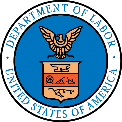 DEPARTMENT OF LABOR
UNITED STATES OF AMERICA